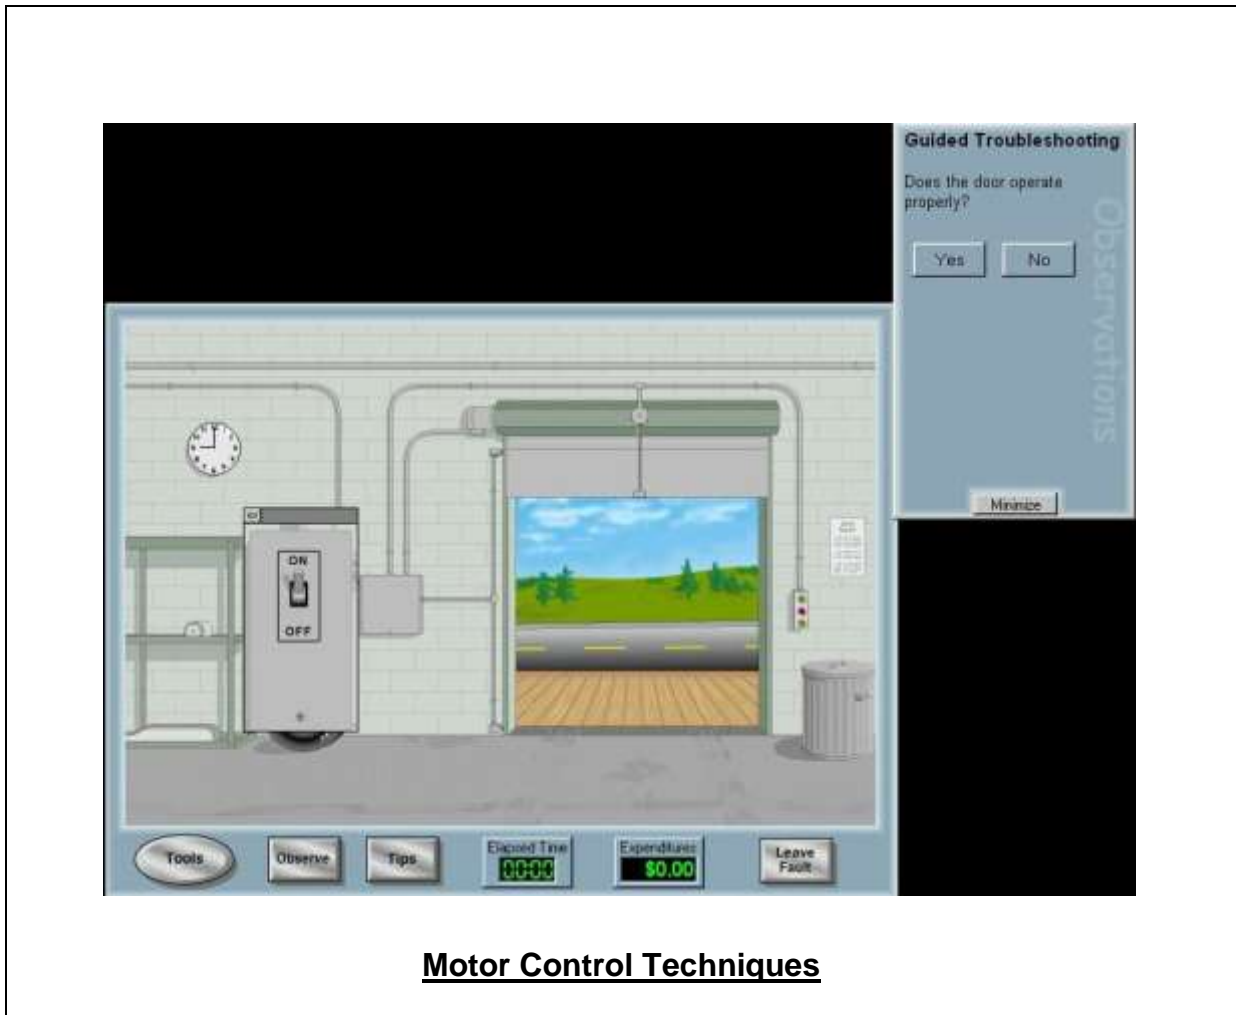 Guided Troubleshooting
Does the door operate
properly?
Yes No
Observations
Minimize
ON
OFF
Tools
Observe
Tips
Elapsed Time
00:00
Expenditures
$0.00
Leave
Fault
Motor Control Techniques